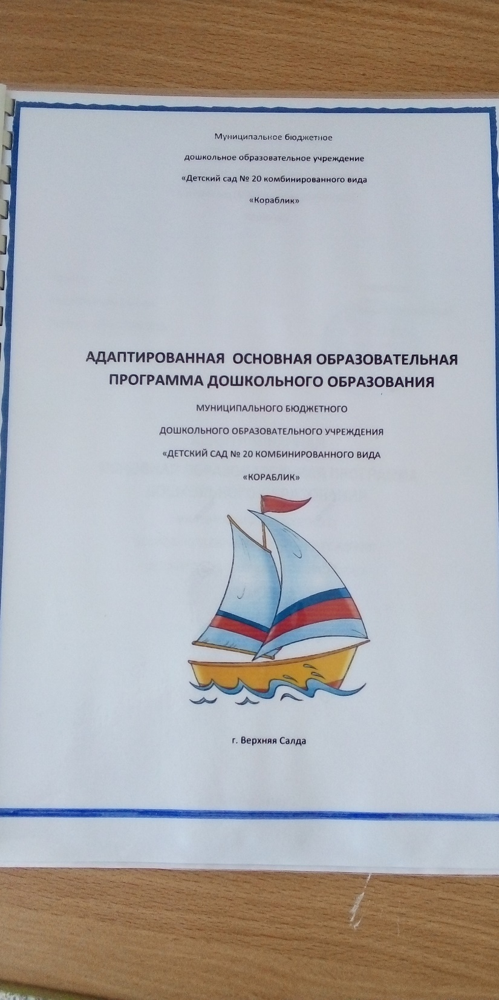 Муниципальное бюджетное
дошкольное образовательное учреждение
«Детский сад № 20 комбинированного вида
«Кораблик»
АДАПТИРОВАННАЯ ОСНОВНАЯ ОБРАЗОВАТЕЛЬНАЯ
ПРОГРАММА ДОШКОЛЬНОГО ОБРАЗОВАНИЯ
МУНИЦИПАЛЬНОГО БЮДЖЕТНОГО
ДОШКОЛЬНОГО ОБРАЗОВАТЕЛЬНОГО УЧРЕЖДЕНИЯ
«ДЕТСКИЙ САД № 20 КОМБИНИРОВАННОГО ВИДА
«КОРАБЛИК»
г. Верхняя Салда